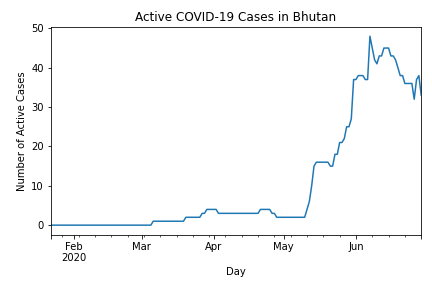 Active COVID-19 Cases in Bhutan
50
40
30
20
10
0
Number of Active Cases
Feb
2020
Mar
Apr
May
Jun
Day